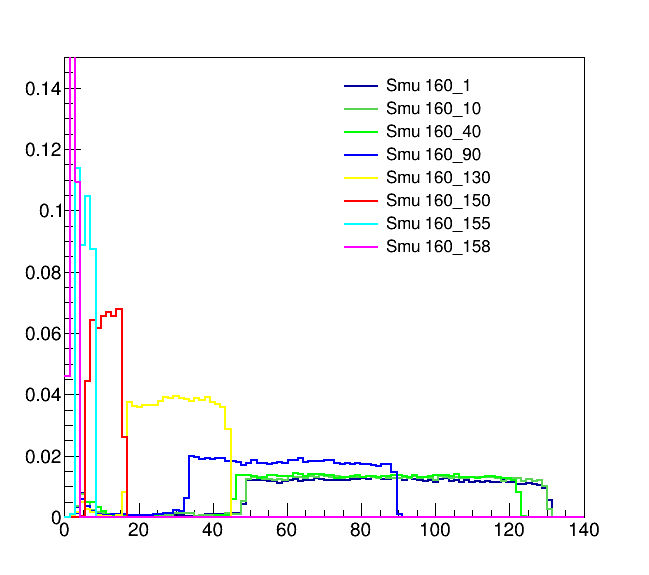 0.14
0.12
0.1
0.08
0.06
0.04
0.02
0
0 20 40 60 80 100 120 140
Smu 160_1
Smu 160_10
Smu 160_40
Smu 160_90
Smu 160_130
Smu 160_150
Smu 160_155
Smu 160_158